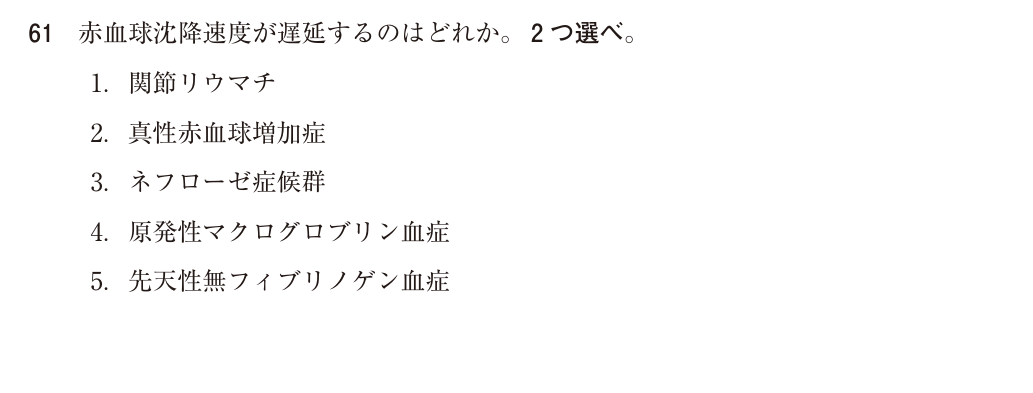 61 赤血球沈降速度が遅延するのはどれか。2つ選べ。
1. 関節リウマチ
2. 真性赤血球増加症
3. ネフローゼ症候群
4. 原発性マクログロブリン血症
5. 先天性無フィブリノゲン血症